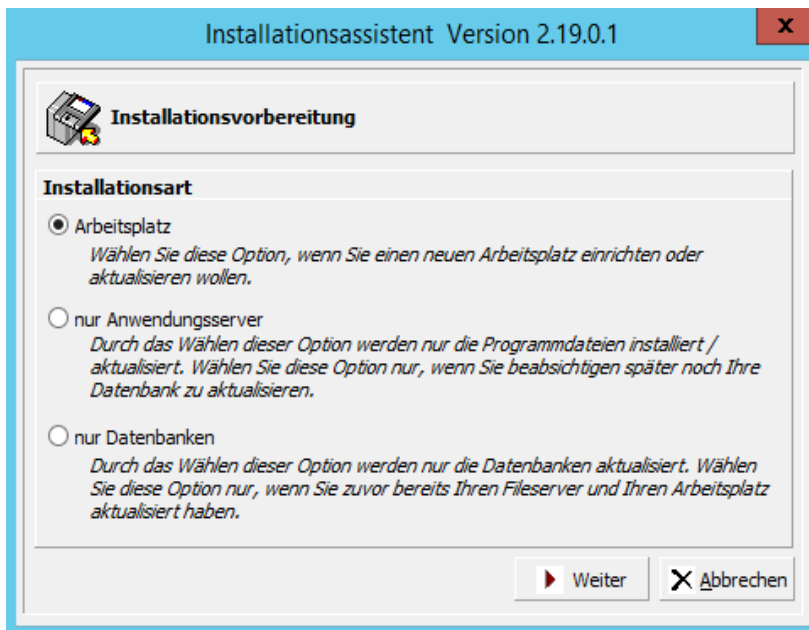 Installationsassistent Version 2.19.0.1
x
Installationsvorbereitung
Installationsart
Arbeitsplatz
Wählen Sie diese Option, wenn Sie einen neuen Arbeitsplatz einrichten oder
aktualisieren wollen.
nur Anwendungsserver
Durch das Wählen dieser Option werden nur die Programmdateien installiert /
aktualisiert. Wählen Sie diese Option nur, wenn Sie beabsichtigen später noch Ihre
Datenbank zu aktualisieren.
nur Datenbanken
Durch das Wählen dieser Option werden nur die Datenbanken aktualisiert. Wählen
Sie diese Option nur, wenn Sie zuvor bereits Ihren Fileserver und Ihren Arbeitsplatz
aktualisiert haben.
Weiter Abbrechen